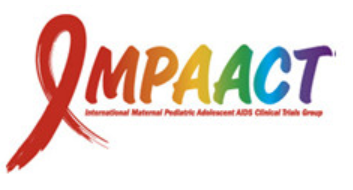 IMPAACT
International Maternal Pediatric Adolescent AIDS Clinical Trials Group